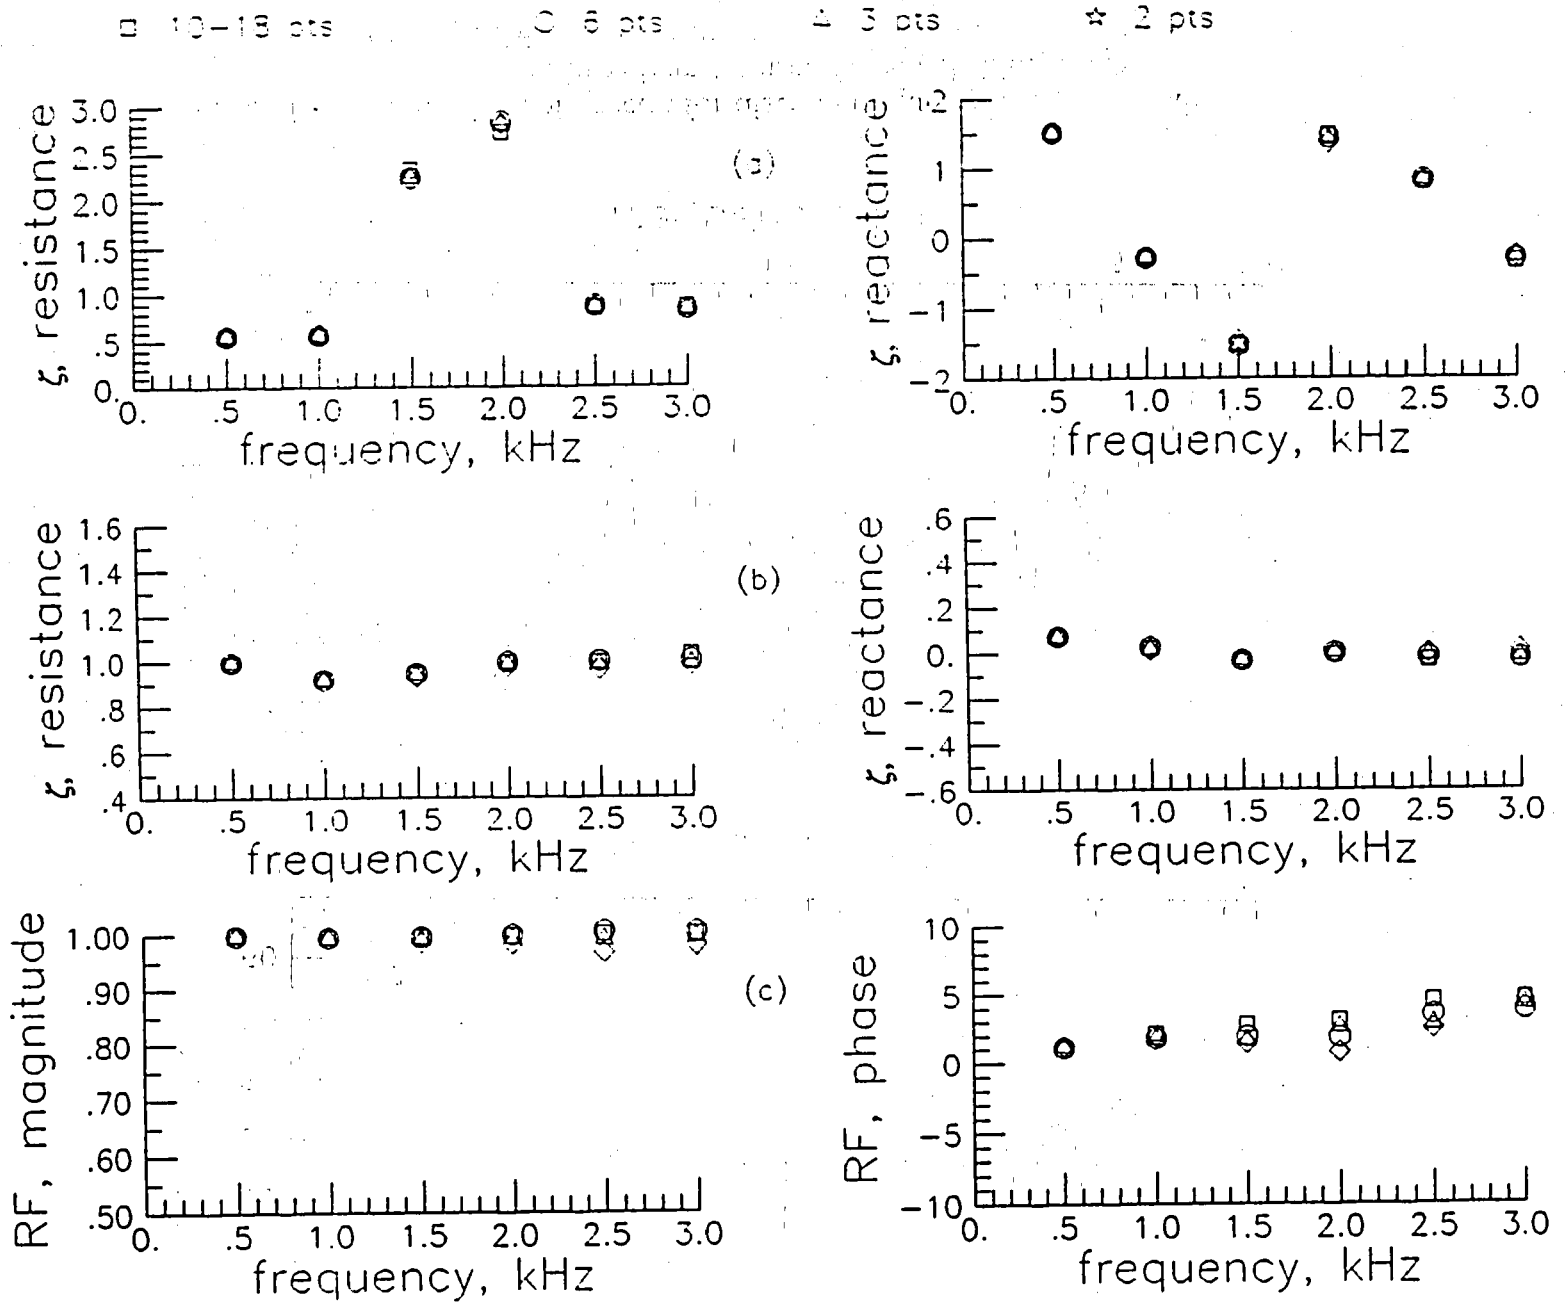 □ 10–18 pts ○ 6 pts △ 3 pts ☆ 2 pts
ζ, resistance
3.0
2.5
2.0
1.5
1.0
.5
0.
0. .5 1.0 1.5 2.0 2.5 3.0
frequency, kHz
(a)
ζ, reactance
2
1
0
−1
−2
0. .5 1.0 1.5 2.0 2.5 3.0
frequency, kHz
ζ, resistance
1.6
1.4
1.2
1.0
.8
.6
.4
0. .5 1.0 1.5 2.0 2.5 3.0
frequency, kHz
(b)
ζ, reactance
.6
.4
.2
0.
−.2
−.4
−.6
0. .5 1.0 1.5 2.0 2.5 3.0
frequency, kHz
RF, magnitude
1.00
.90
.80
.70
.60
.50
0. .5 1.0 1.5 2.0 2.5 3.0
frequency, kHz
(c)
RF, phase
10
5
0
−5
−10
0. .5 1.0 1.5 2.0 2.5 3.0
frequency, kHz